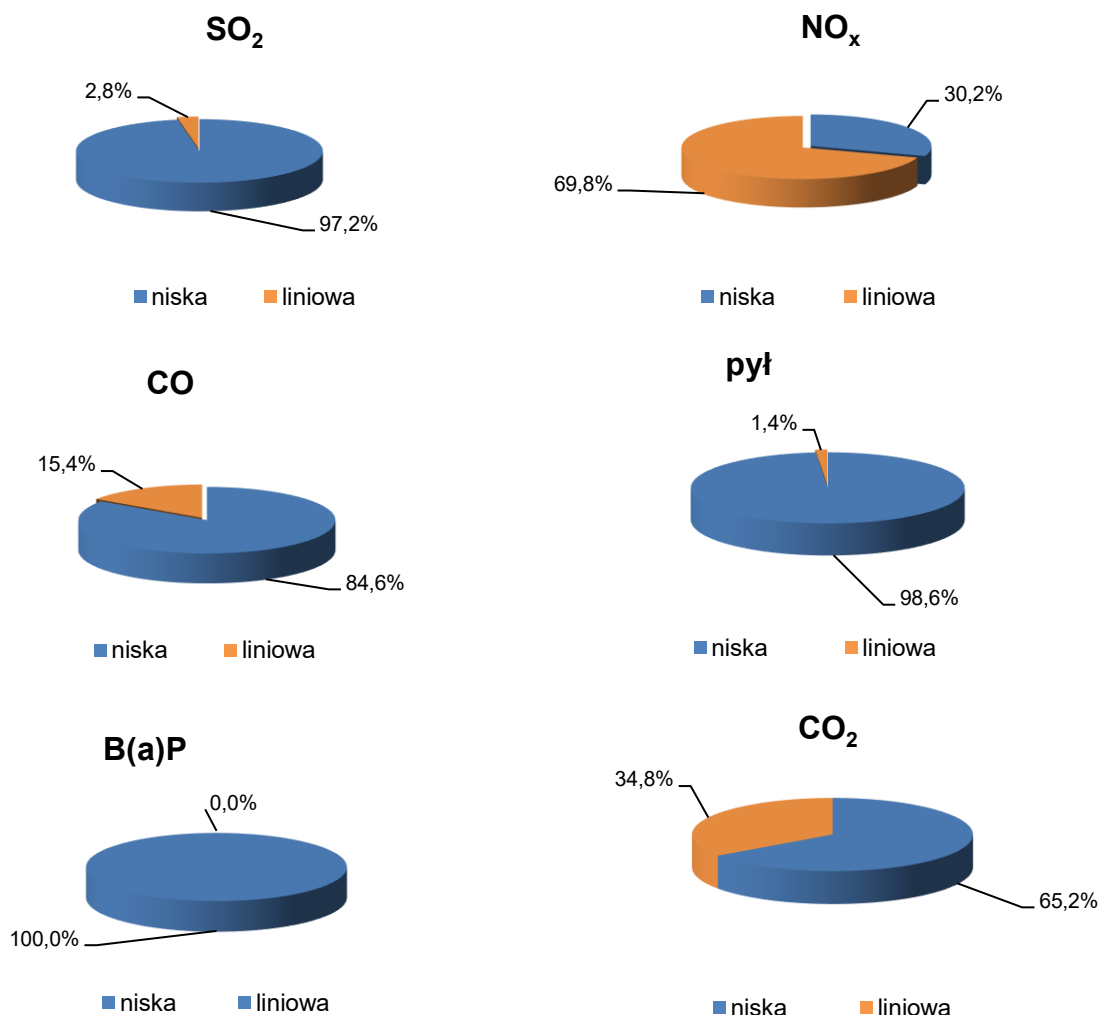 SO₂
2,8%
97,2%
niska liniowa
NOₓ
30,2%
69,8%
niska liniowa
CO
15,4%
84,6%
niska liniowa
pył
1,4%
98,6%
niska liniowa
B(a)P
0,0%
100,0%
niska liniowa
CO₂
34,8%
65,2%
niska liniowa